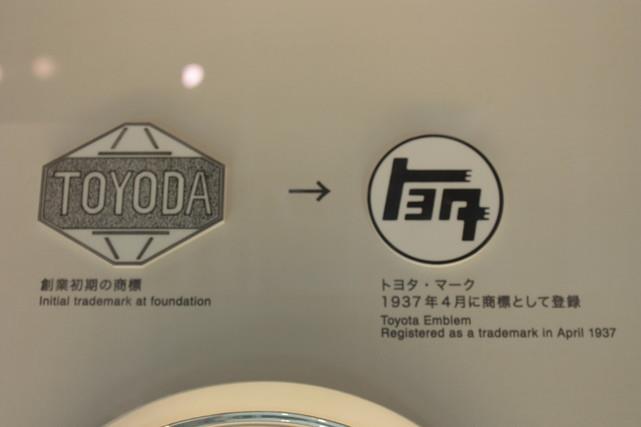 TOYODA
創業初期の商標
Initial trademark at foundation
→
トヨタ
トヨタ・マーク
1937年4月に商標として登録
Toyota Emblem
Registered as a trademark in April 1937